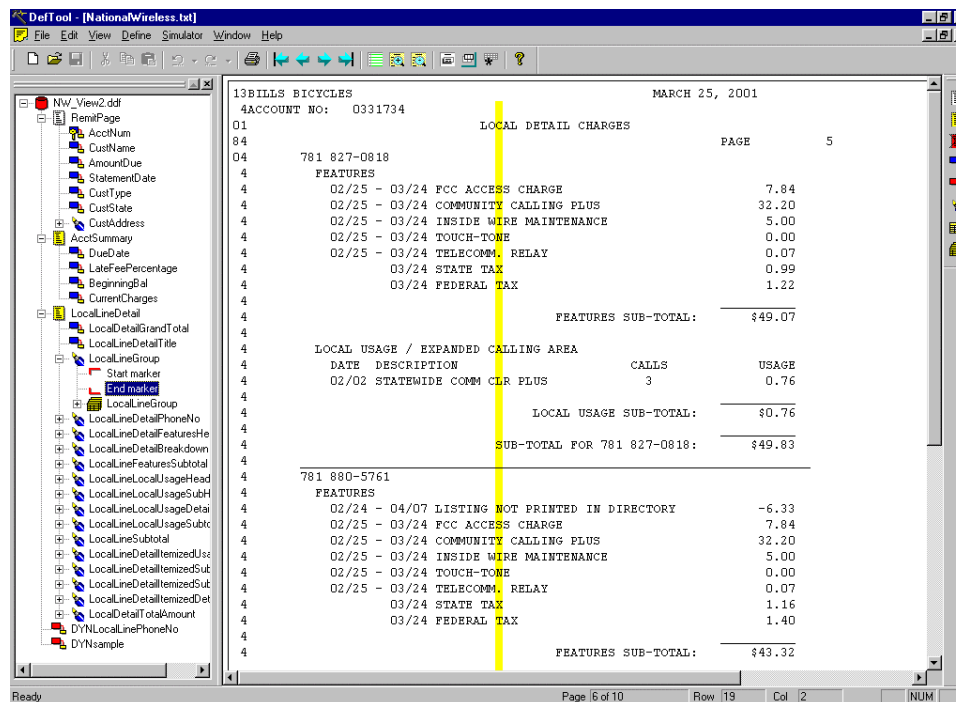 DefTool - [NationalWireless.txt]
File Edit View Define Simulator Window Help
NW_View2.ddf
RemitPage
AcctNum
CustName
AmountDue
StatementDate
CustType
CustState
CustAddress
AcctSummary
DueDate
LateFeePercentage
BeginningBal
CurrentCharges
LocalLineDetail
LocalDetailGrandTotal
LocalLineDetailTitle
LocalLineGroup
Start marker
End marker
LocalLineGroup
LocalLineDetailPhoneNo
LocalLineDetailFeaturesHe
LocalLineDetailBreakdown
LocalLineFeaturesSubtotal
LocalLineLocalUsageHead
LocalLineLocalUsageSubH
LocalLineLocalUsageDetai
LocalLineLocalUsageSubto
LocalLineSubtotal
LocalLineDetailItemizedUsa
LocalLineDetailItemizedSub
LocalLineDetailItemizedSub
LocalLineDetailItemizedDet
LocalDetailTotalAmount
DYNLocalLinePhoneNo
DYNsample
13BILLS BICYCLES MARCH 25, 2001
4ACCOUNT NO: 0331734
01 LOCAL DETAIL CHARGES
84 PAGE 5
04 781 827-0818
4 FEATURES
4 02/25 - 03/24 FCC ACCESS CHARGE 7.84
4 02/25 - 03/24 COMMUNITY CALLING PLUS 32.20
4 02/25 - 03/24 INSIDE WIRE MAINTENANCE 5.00
4 02/25 - 03/24 TOUCH-TONE 0.00
4 02/25 - 03/24 TELECOMM. RELAY 0.07
4 03/24 STATE TAX 0.99
4 03/24 FEDERAL TAX 1.22
4
4 FEATURES SUB-TOTAL: $49.07
4
4 LOCAL USAGE / EXPANDED CALLING AREA
4 DATE DESCRIPTION CALLS USAGE
4 02/02 STATEWIDE COMM CLR PLUS 3 0.76
4
4 LOCAL USAGE SUB-TOTAL: $0.76
4
4 SUB-TOTAL FOR 781 827-0818: $49.83
4
4 781 880-5761
4 FEATURES
4 02/24 - 04/07 LISTING NOT PRINTED IN DIRECTORY -6.33
4 02/25 - 03/24 FCC ACCESS CHARGE 7.84
4 02/25 - 03/24 COMMUNITY CALLING PLUS 32.20
4 02/25 - 03/24 INSIDE WIRE MAINTENANCE 5.00
4 02/25 - 03/24 TOUCH-TONE 0.00
4 02/25 - 03/24 TELECOMM. RELAY 0.07
4 03/24 STATE TAX 1.16
4 03/24 FEDERAL TAX 1.40
4
4 FEATURES SUB-TOTAL: $43.32
Ready Page 6 of 10 Row 19 Col 2 NUM